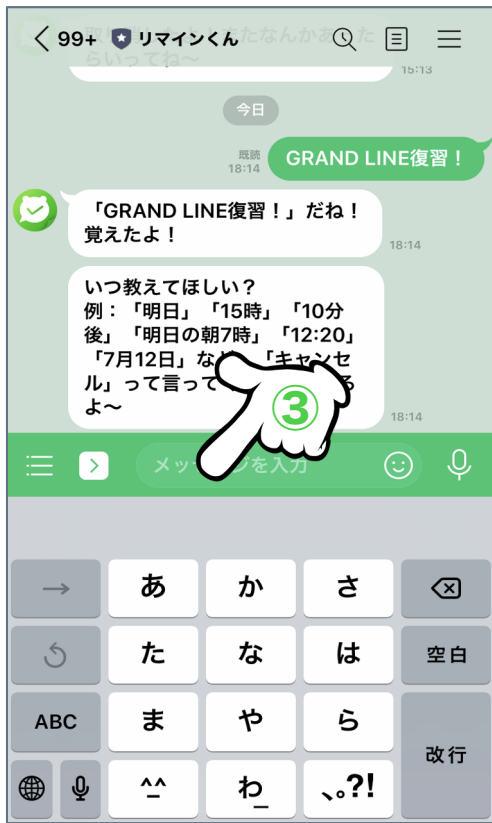 99+ リマインくん
15:13
今日
既読
18:14
GRAND LINE復習！
「GRAND LINE復習！」だね！
覚えたよ！
18:14
いつ教えてほしい？
例：「明日」「15時」「10分
後」「明日の朝7時」「12:20」
「7月12日」な 「キャンセ
ル」って言って
よ〜
18:14
③
メッ ジを入力
→ あ か さ
た な は 空白
ABC ま や ら
改行
^_^ わ_ 、。?!